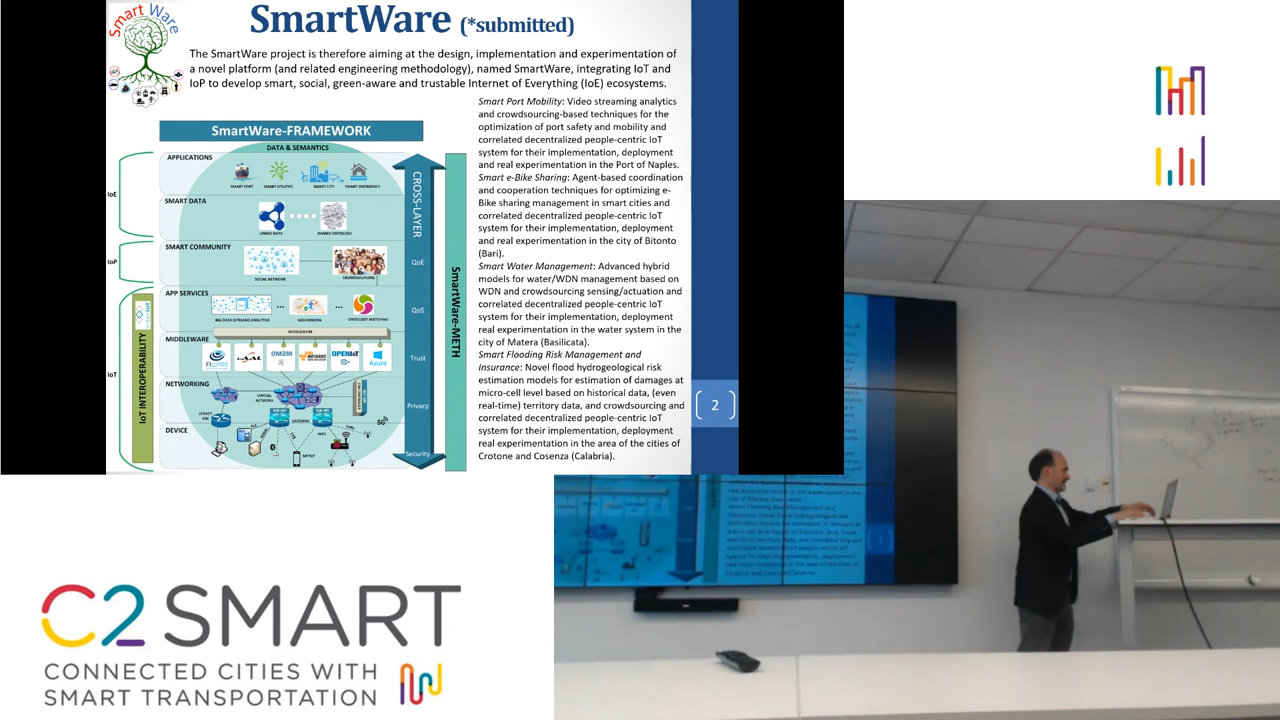 Smart Ware
SmartWare (*submitted)
The SmartWare project is therefore aiming at the design, implementation and experimentation of
a novel platform (and related engineering methodology), named SmartWare, integrating IoT and
IoP to develop smart, social, green-aware and trustable Internet of Everything (IoE) ecosystems.
SmartWare-FRAMEWORK
DATA & SEMANTICS
APPLICATIONS
SMART PORT
SMART UTILITIES
SMART CITY
SMART EMERGENCY
IoE
SMART DATA
LINKED DATA
SHARED ONTOLOGY
CROSS-LAYER
SMART COMMUNITY
IoP
SOCIAL NETWORK
CROWDSOURCING
QoE
APP SERVICES
BIG DATA (STREAM) ANALYTICS
GEO-FENCING
ONTOLOGY MATCHING
QoS
MIDDLEWARE
MIDDLEWARE
FIWARE
OM2M
amazon
OPENIoT
Azure
Trust
IoT
IoT INTEROPERABILITY
NETWORKING
LEGACY
VIRTUAL
NETWORK
GATEWAYS
Privacy
5G
DEVICE
Security
SmartWare-METH
Smart Port Mobility: Video streaming analytics
and crowdsourcing-based techniques for the
optimization of port safety and mobility and
correlated decentralized people-centric IoT
system for their implementation, deployment
and real experimentation in the Port of Naples.
Smart e-Bike Sharing: Agent-based coordination
and cooperation techniques for optimizing e-
Bike sharing management in smart cities and
correlated decentralized people-centric IoT
system for their implementation, deployment
and real experimentation in the city of Bitonto
(Bari).
Smart Water Management: Advanced hybrid
models for water/WDN management based on
WDN and crowdsourcing sensing/actuation and
correlated decentralized people-centric IoT
system for their implementation, deployment
real experimentation in the water system in the
city of Matera (Basilicata).
Smart Flooding Risk Management and
Insurance: Novel flood hydrogeological risk
estimation models for estimation of damages at
micro-cell level based on historical data, (even
real-time) territory data, and crowdsourcing and
correlated decentralized people-centric IoT
system for their implementation, deployment
real experimentation in the area of the cities of
Crotone and Cosenza (Calabria).
2
C2 SMART
CONNECTED CITIES WITH
SMART TRANSPORTATION